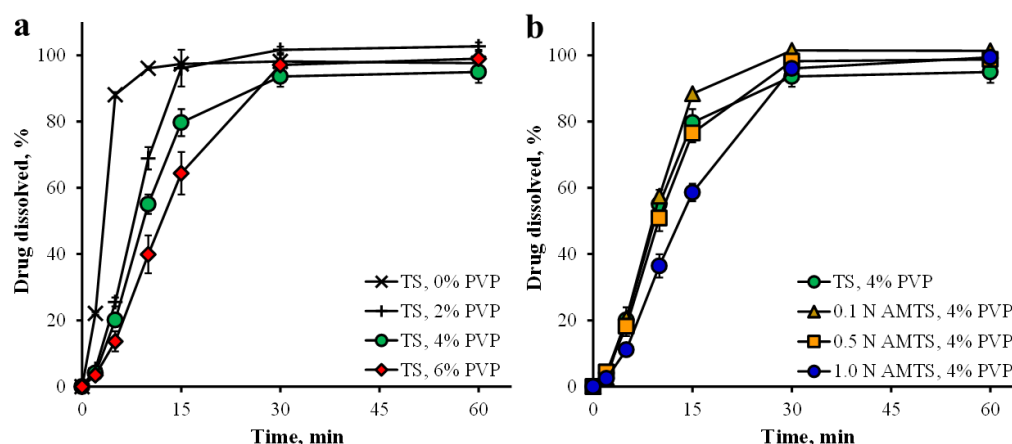 a
Drug dissolved, %
100
80
60
40
20
0
0
15
30
45
60
Time, min
TS, 0% PVP
TS, 2% PVP
TS, 4% PVP
TS, 6% PVP
b
Drug dissolved, %
100
80
60
40
20
0
0
15
30
45
60
Time, min
TS, 4% PVP
0.1 N AMTS, 4% PVP
0.5 N AMTS, 4% PVP
1.0 N AMTS, 4% PVP